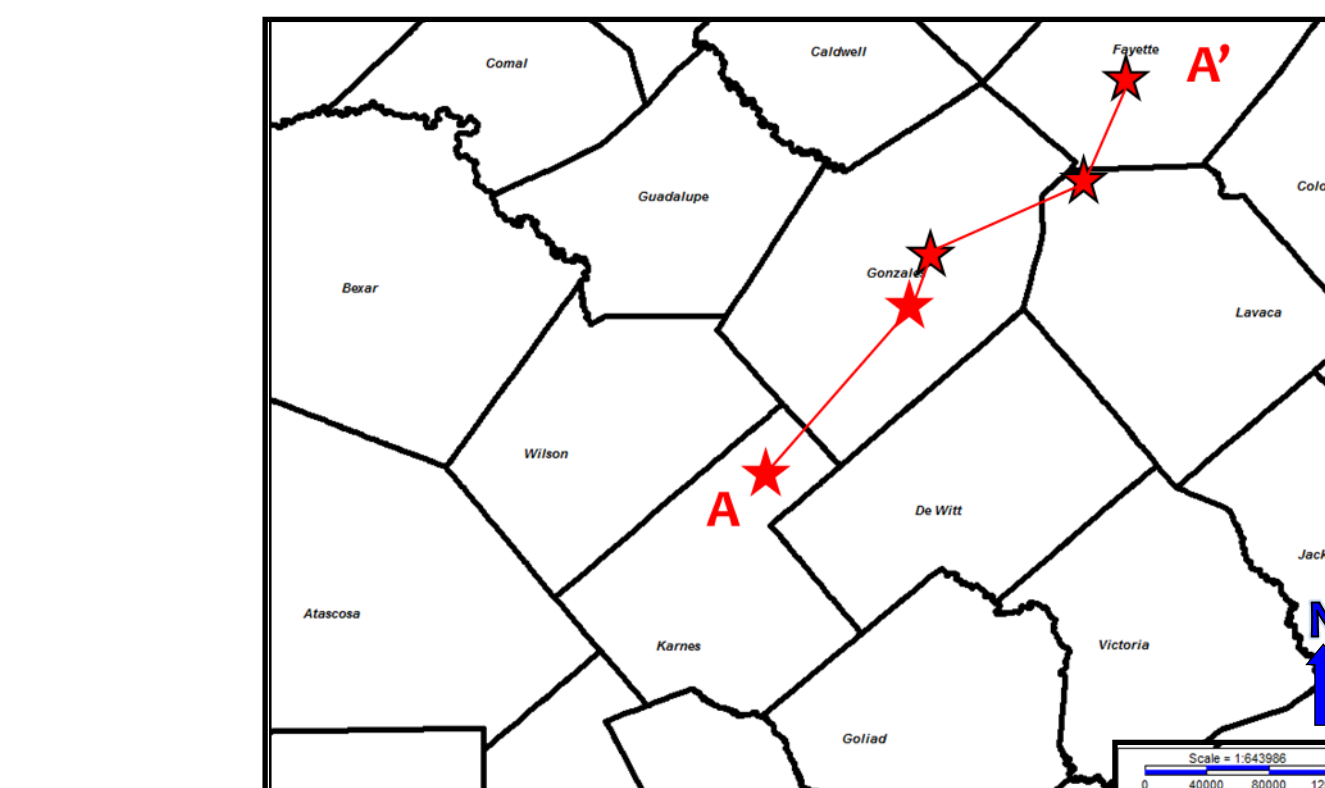 Caldwell
Fayette
A’
Comal
Guadalupe
Gonzales
Bexar
Lavaca
Wilson
A
De Witt
Atascosa
Karnes
Victoria
Goliad
Scale = 1:643986
0 40000 80000